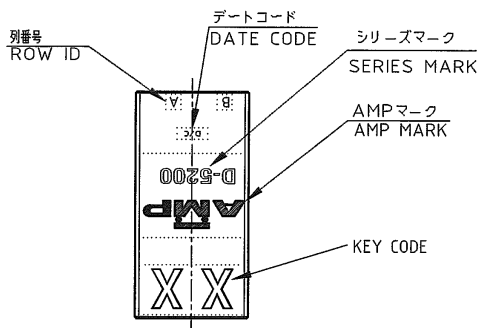 デートコード
DATE CODE
列番号
ROW ID
シリーズマーク
SERIES MARK
A
B
D/C
AMPマーク
AMP MARK
D-5200
AMP
KEY CODE
X X